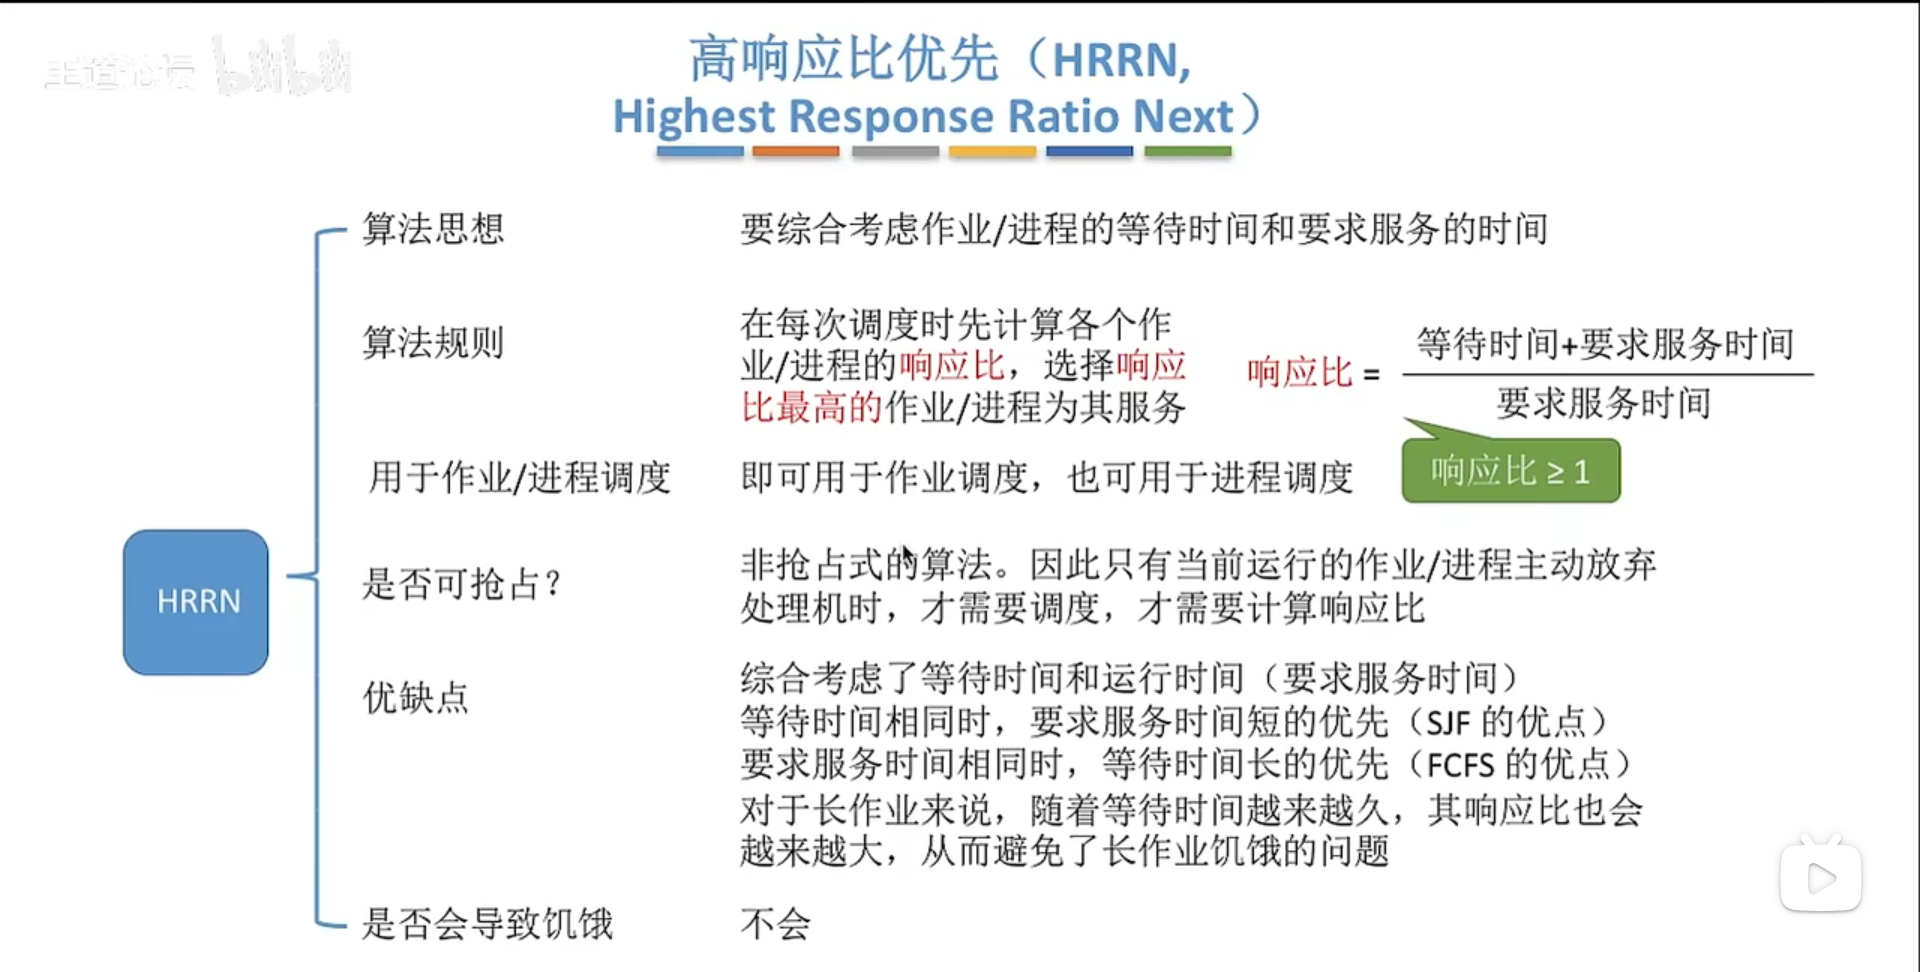 王道论坛 bilibili
高响应比优先（HRRN,
Highest Response Ratio Next）
算法思想
要综合考虑作业/进程的等待时间和要求服务的时间
算法规则
在每次调度时先计算各个作
业/进程的响应比，选择响应
比最高的作业/进程为其服务
响应比 =
等待时间+要求服务时间
要求服务时间
响应比 ≥ 1
用于作业/进程调度
即可用于作业调度，也可用于进程调度
HRRN
是否可抢占？
非抢占式的算法。因此只有当前运行的作业/进程主动放弃
处理机时，才需要调度，才需要计算响应比
优缺点
综合考虑了等待时间和运行时间（要求服务时间）
等待时间相同时，要求服务时间短的优先（SJF 的优点）
要求服务时间相同时，等待时间长的优先（FCFS 的优点）
对于长作业来说，随着等待时间越来越久，其响应比也会
越来越大，从而避免了长作业饥饿的问题
是否会导致饥饿
不会